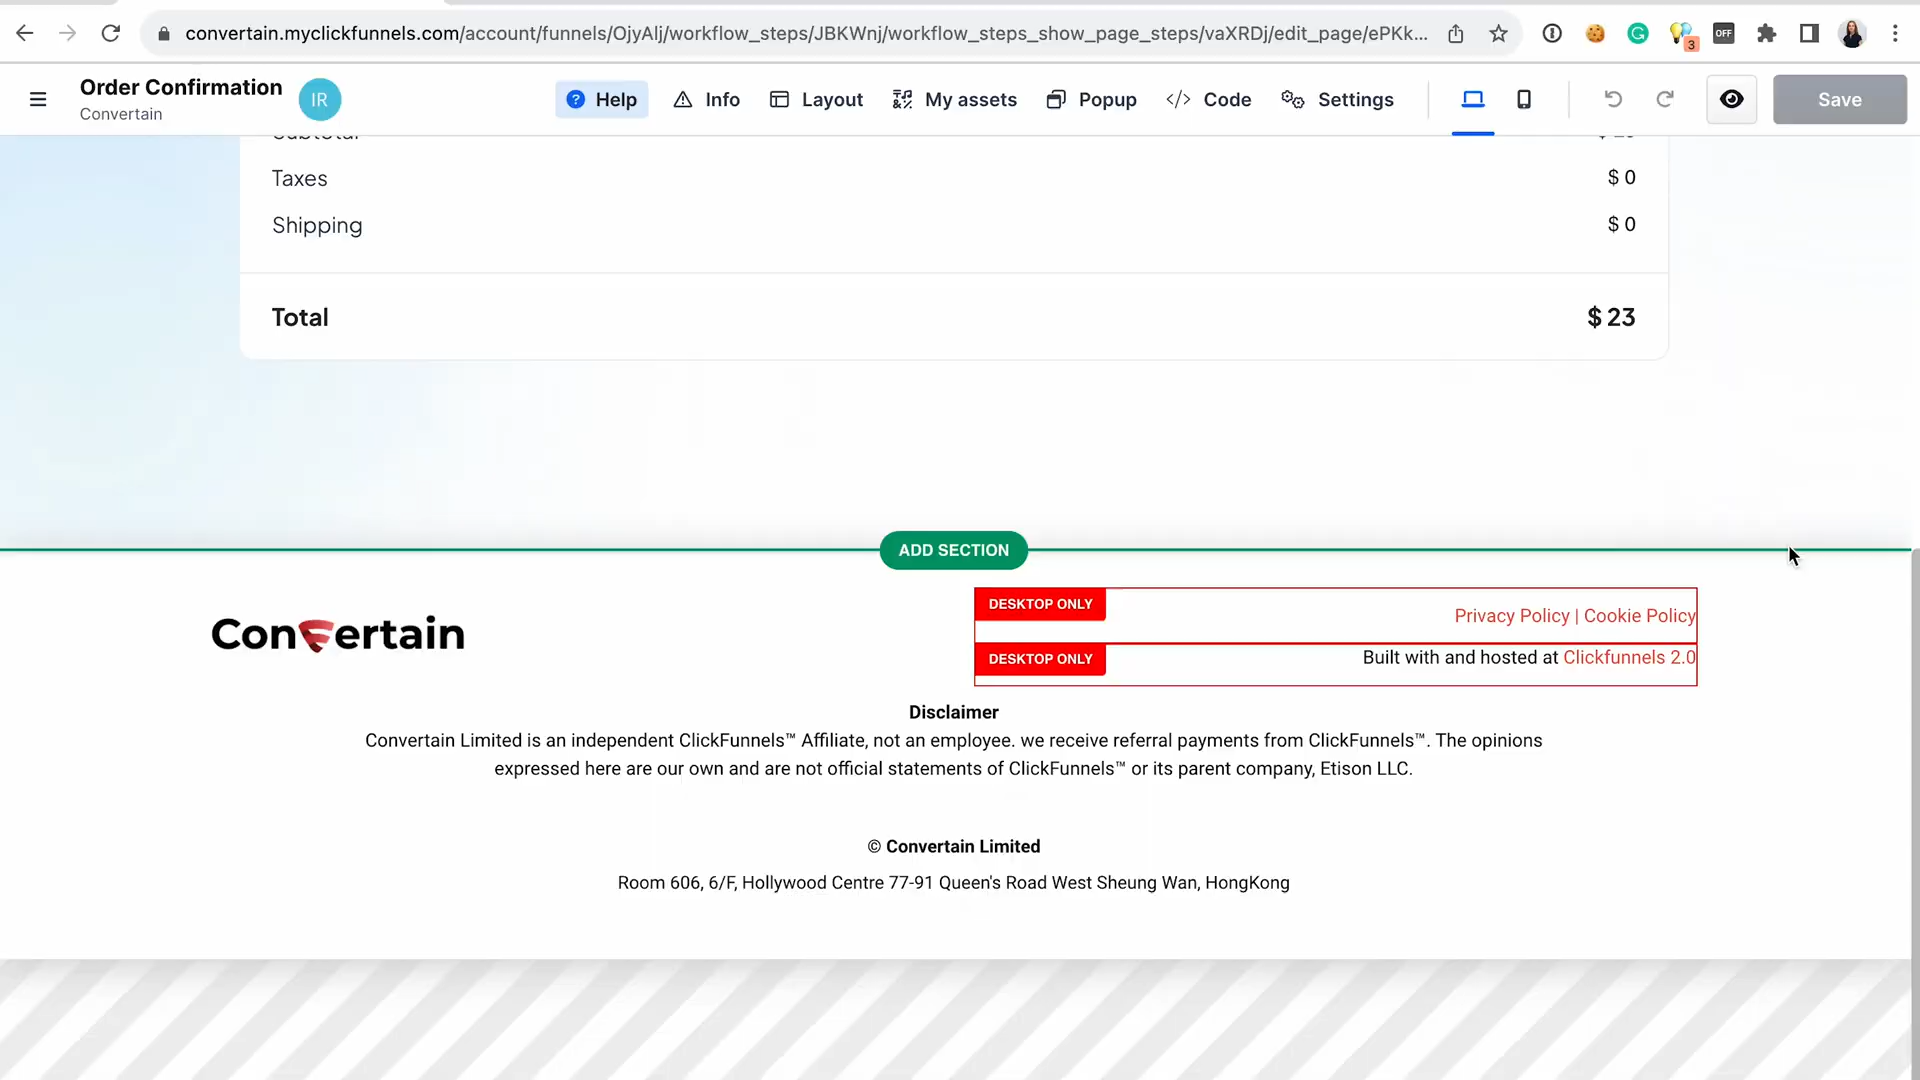 convertain.myclickfunnels.com/account/funnels/OjyAlj/workflow_steps/JBKWnj/workflow_steps_show_page_steps/vaXRDj/edit_page/ePKk...
3
OFF
Order Confirmation
Convertain
IR
Help
Info
Layout
My assets
Popup
Code
Settings
Save
Subtotal
Taxes $ 0
Shipping $ 0
Total $ 23
ADD SECTION
Convertain
DESKTOP ONLY
Privacy Policy | Cookie Policy
DESKTOP ONLY
Built with and hosted at Clickfunnels 2.0
Disclaimer
Convertain Limited is an independent ClickFunnels™ Affiliate, not an employee. we receive referral payments from ClickFunnels™. The opinions
expressed here are our own and are not official statements of ClickFunnels™ or its parent company, Etison LLC.
© Convertain Limited
Room 606, 6/F, Hollywood Centre 77-91 Queen's Road West Sheung Wan, HongKong